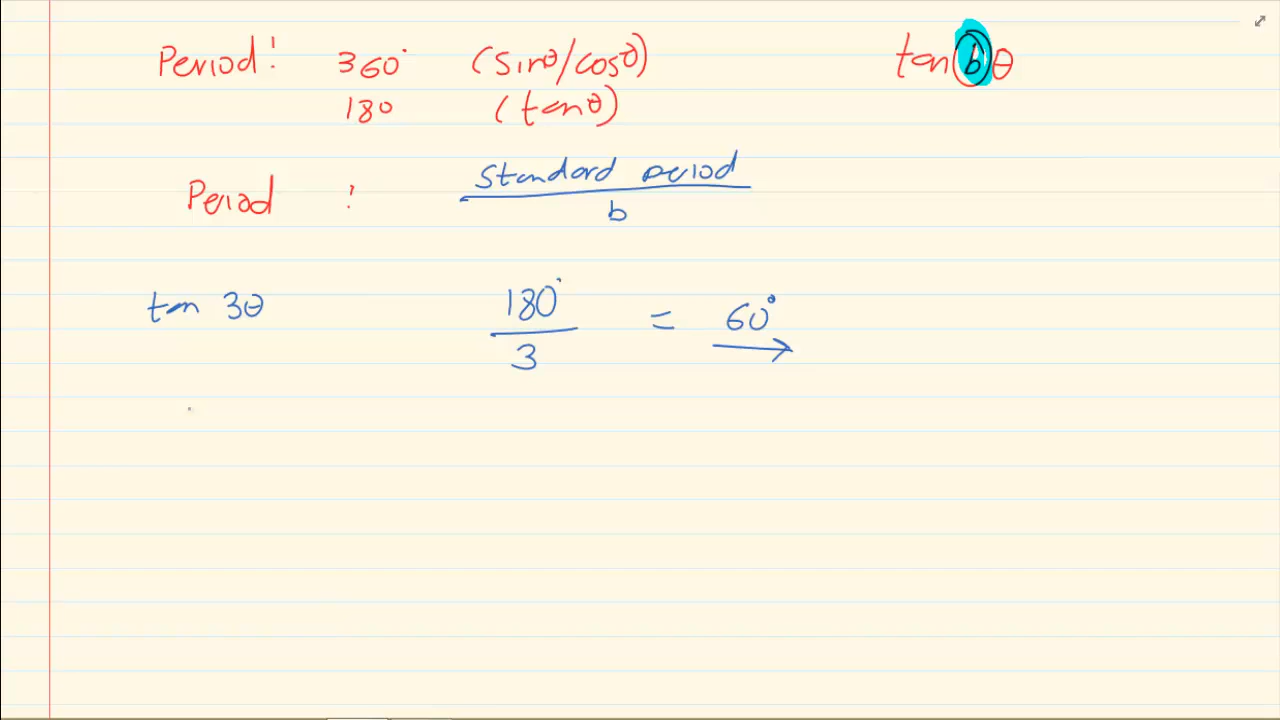 Period: 360° (sinθ/cosθ) tan b θ
180 (tanθ)
Period : Standard period
b
tan 3θ 180° = 60°
3